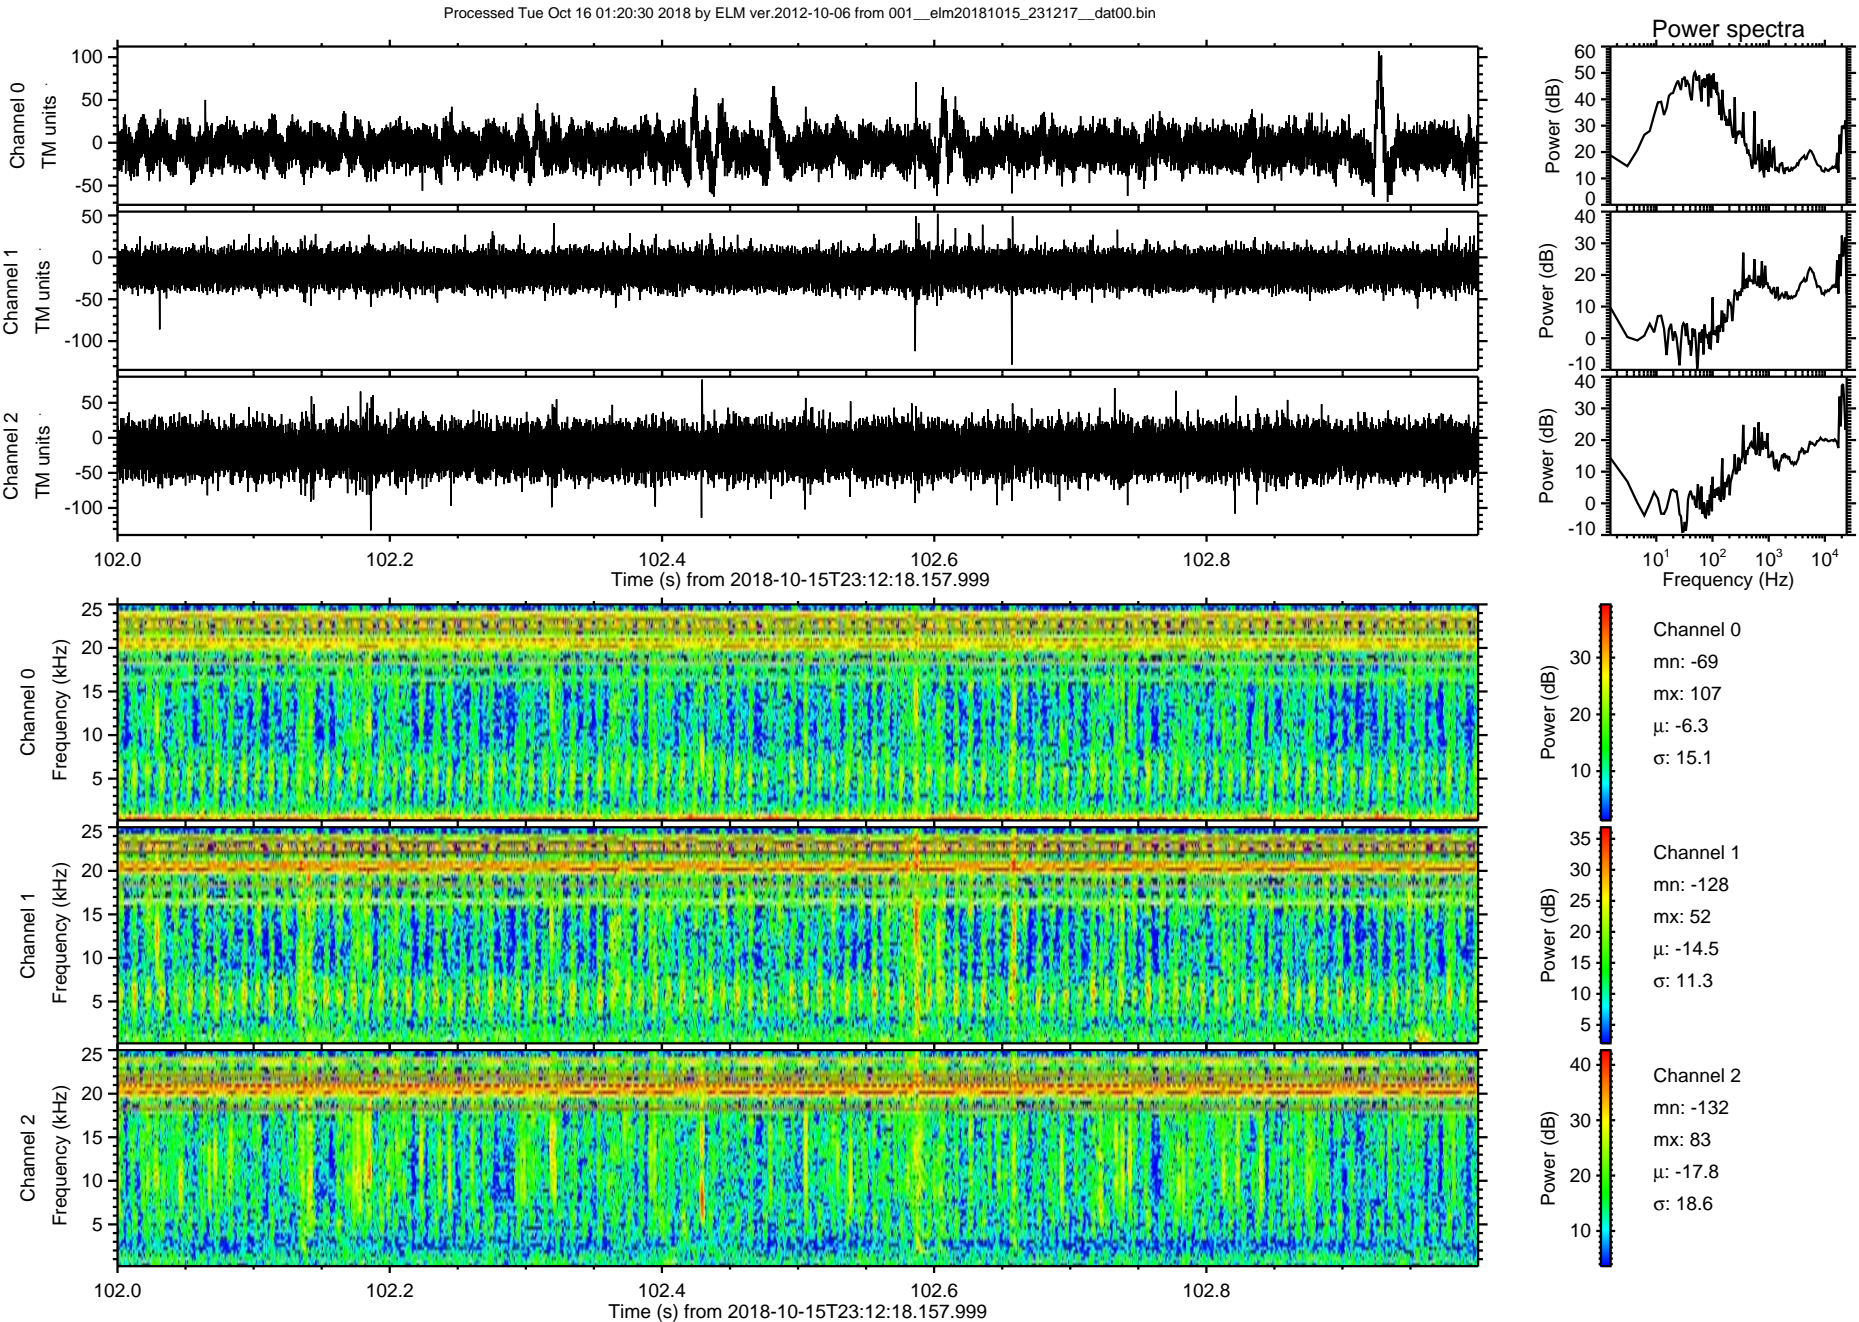 Processed Tue Oct 16 01:20:30 2018 by ELM ver.2012-10-06 from 001__elm20181015_231217__dat00.bin
Power spectra
Channel 0
TM units
100
50
0
-50
Power (dB)
60
50
40
30
20
10
0
Channel 1
TM units
50
0
-50
-100
Power (dB)
40
30
20
10
0
-10
Channel 2
TM units
50
0
-50
-100
Power (dB)
40
30
20
10
0
-10
102.0 102.2 102.4 102.6 102.8
Time (s) from 2018-10-15T23:12:18.157.999
10^1 10^2 10^3 10^4
Frequency (Hz)
Channel 0
Frequency (kHz)
25
20
15
10
5
Power (dB)
30
20
10
Channel 0
mn: -69
mx: 107
μ: -6.3
σ: 15.1
Channel 1
Frequency (kHz)
25
20
15
10
5
Power (dB)
35
30
25
20
15
10
5
Channel 1
mn: -128
mx: 52
μ: -14.5
σ: 11.3
Channel 2
Frequency (kHz)
25
20
15
10
5
Power (dB)
40
30
20
10
Channel 2
mn: -132
mx: 83
μ: -17.8
σ: 18.6
102.0 102.2 102.4 102.6 102.8
Time (s) from 2018-10-15T23:12:18.157.999